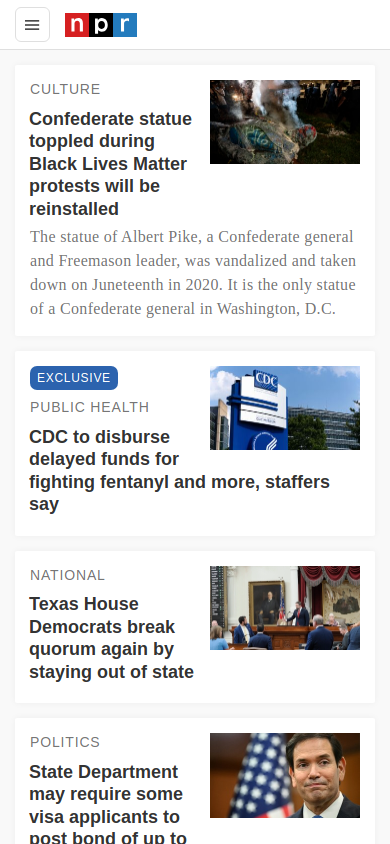 npr
CULTURE
Confederate statue
toppled during
Black Lives Matter
protests will be
reinstalled
The statue of Albert Pike, a Confederate general
and Freemason leader, was vandalized and taken
down on Juneteenth in 2020. It is the only statue
of a Confederate general in Washington, D.C.
EXCLUSIVE
PUBLIC HEALTH
CDC to disburse
delayed funds for
fighting fentanyl and more, staffers
say
CDC
NATIONAL
Texas House
Democrats break
quorum again by
staying out of state
POLITICS
State Department
may require some
visa applicants to
post bond of up to